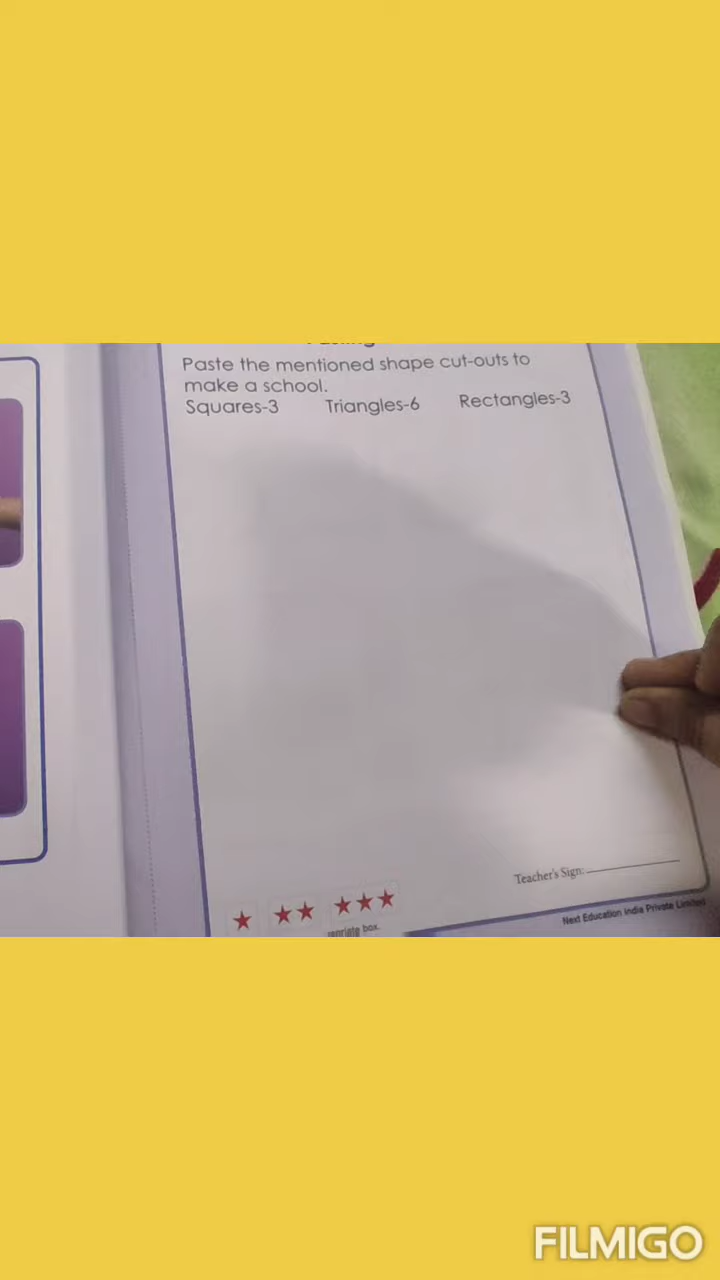 Paste the mentioned shape cut-outs to
make a school.
Squares-3 Triangles-6 Rectangles-3
Teacher's Sign:
box.
Next Education India Private Limited
FILMIGO